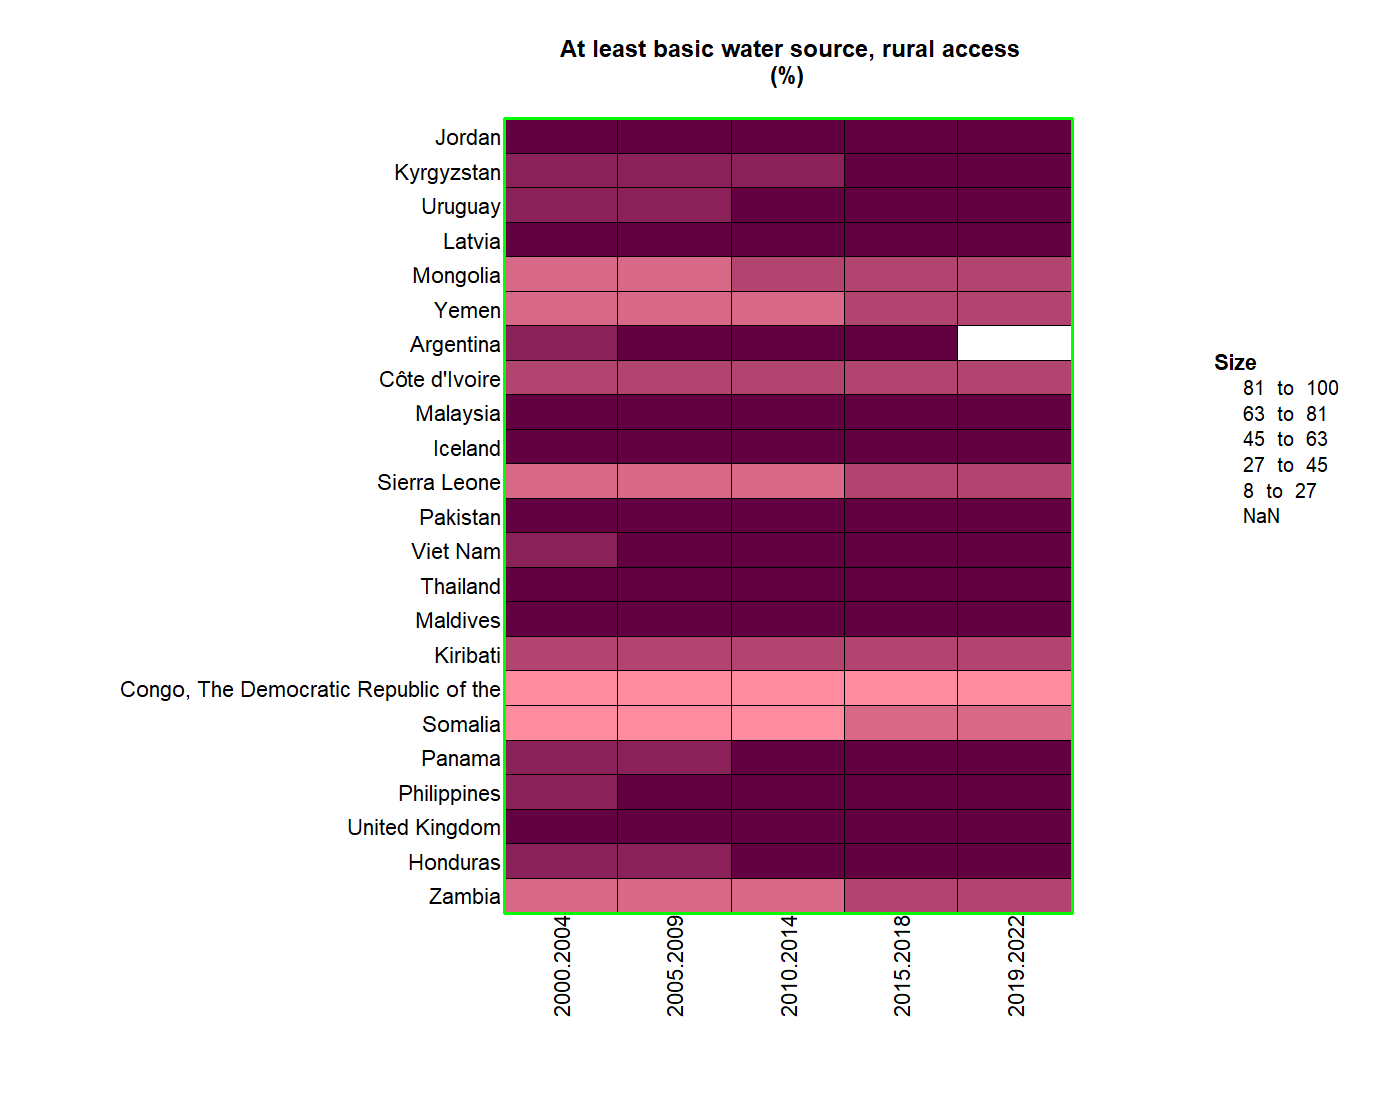 At least basic water source, rural access
(%)
Jordan
Kyrgyzstan
Uruguay
Latvia
Mongolia
Yemen
Argentina
Côte d'Ivoire
Malaysia
Iceland
Sierra Leone
Pakistan
Viet Nam
Thailand
Maldives
Kiribati
Congo, The Democratic Republic of the
Somalia
Panama
Philippines
United Kingdom
Honduras
Zambia
2000.2004
2005.2009
2010.2014
2015.2018
2019.2022
Size
81 to 100
63 to 81
45 to 63
27 to 45
8 to 27
NaN